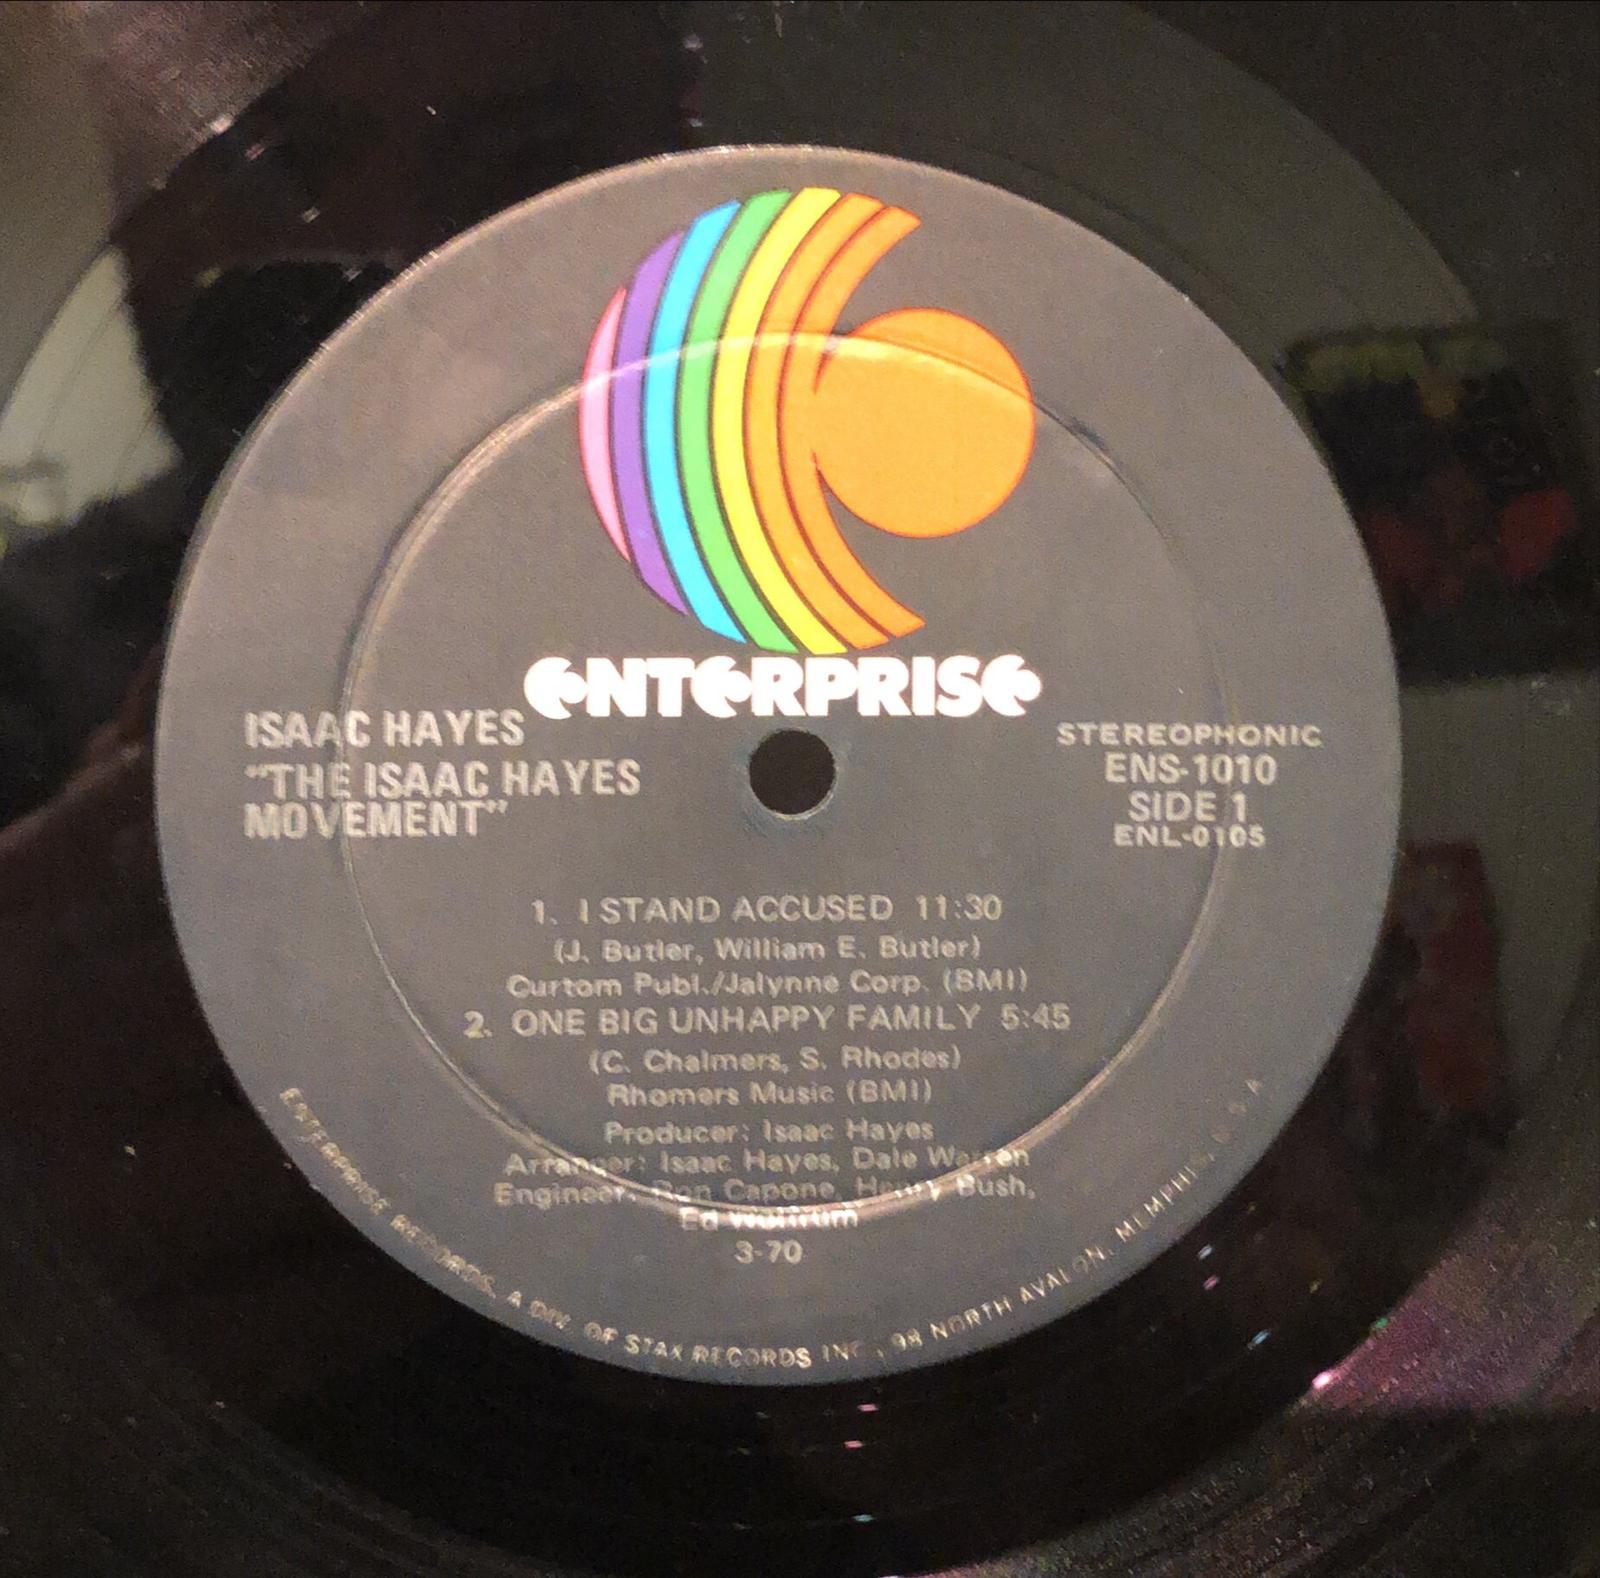 ENTERPRISE
ISAAC HAYES
"THE ISAAC HAYES
MOVEMENT"
STEREOPHONIC
ENS-1010
SIDE 1
ENL-0105
1. I STAND ACCUSED 11:30
(J. Butler, William E. Butler)
Curtom Publ./Jalynne Corp. (BMI)
2. ONE BIG UNHAPPY FAMILY 5:45
(C. Chalmers, S. Rhodes)
Rhomers Music (BMI)
Producer: Isaac Hayes
Arranger: Isaac Hayes, Dale Warren
Engineer: Ron Capone, Henry Bush,
Ed
3-70
ENTERPRISE RECORDS, A DIV. OF STAX RECORDS INC., 98 NORTH AVALON, MEMPHIS, U.S.A.